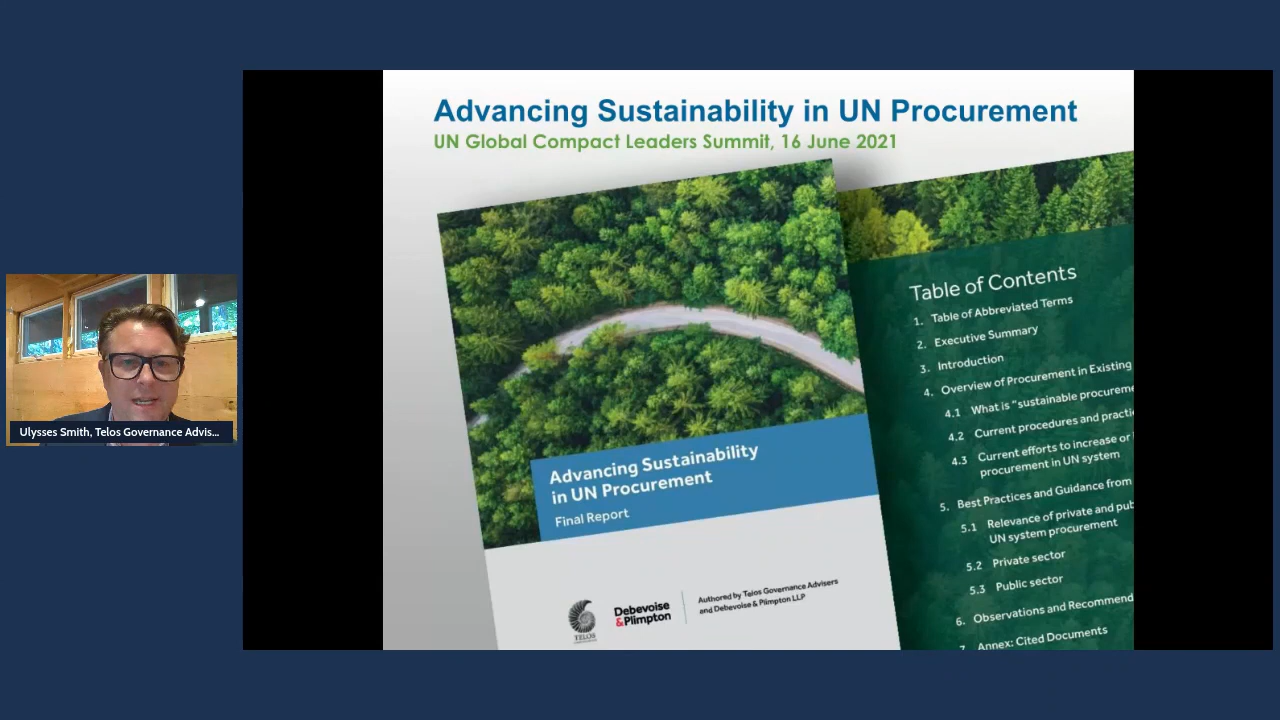 Advancing Sustainability in UN Procurement
UN Global Compact Leaders Summit, 16 June 2021
Advancing Sustainability
in UN Procurement
Final Report
TELOS
Debevoise
&Plimpton
Authored by Telos Governance Advisers
and Debevoise & Plimpton LLP
Table of Contents
1. Table of Abbreviated Terms
2. Executive Summary
3. Introduction
4. Overview of Procurement in Existing
4.1 What is "sustainable procureme
4.2 Current procedures and practi
4.3 Current efforts to increase or
procurement in UN system
5. Best Practices and Guidance from
5.1 Relevance of private and pub
UN system procurement
5.2 Private sector
5.3 Public sector
6. Observations and Recommend
7. Annex: Cited Documents
Ulysses Smith, Telos Governance Advis...